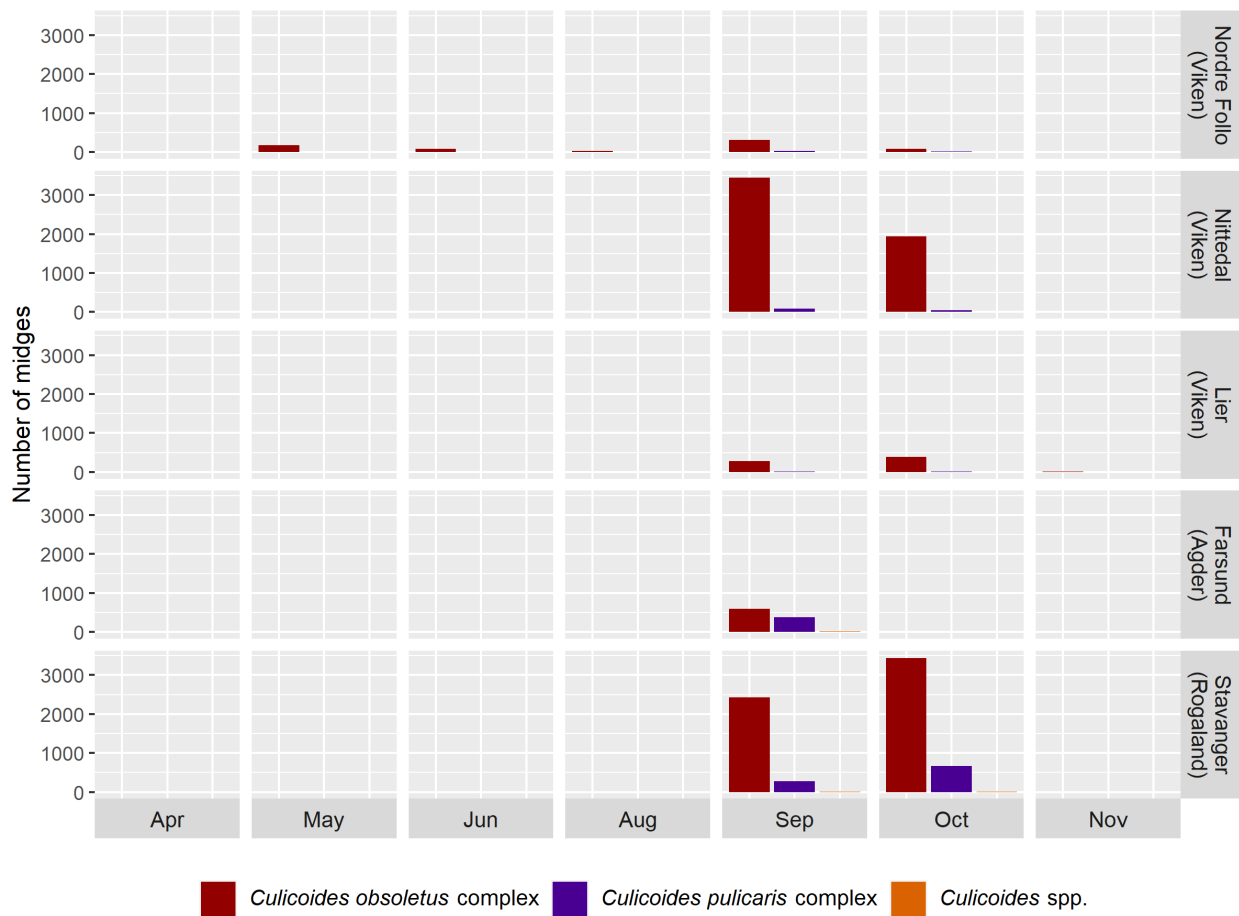 Number of midges
3000
2000
1000
0
Nordre Follo
(Viken)
3000
2000
1000
0
Nittedal
(Viken)
3000
2000
1000
0
Lier
(Viken)
3000
2000
1000
0
Farsund
(Agder)
3000
2000
1000
0
Stavanger
(Rogaland)
Apr May Jun Aug Sep Oct Nov
Culicoides obsoletus complex Culicoides pulicaris complex Culicoides spp.